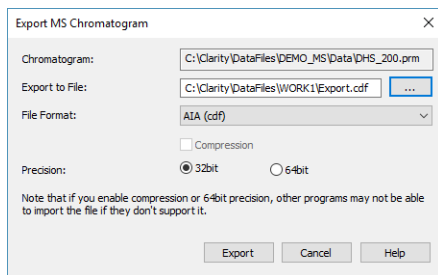 Export MS Chromatogram
Chromatogram: C:\Clarity\DataFiles\DEMO_MS\Data\DHS_200.prm
Export to File: C:\Clarity\DataFiles\WORK1\Export.cdf ...
File Format: AIA (cdf)
Compression
Precision: 32bit 64bit
Note that if you enable compression or 64bit precision, other programs may not be able
to import the file if they don't support it.
Export Cancel Help